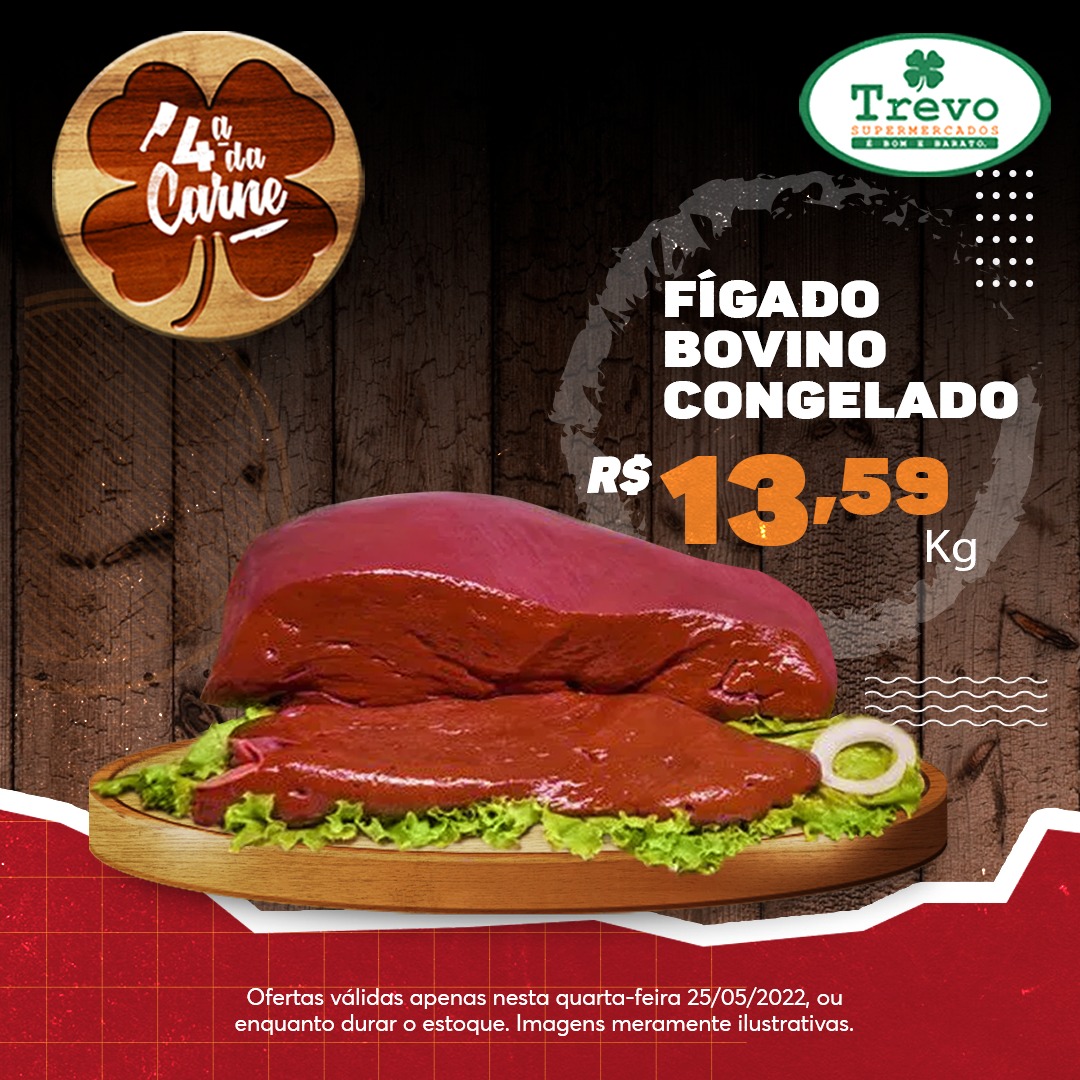 4ª
da
Carne
Trevo
SUPERMERCADOS
É BOM E BARATO.
FÍGADO
BOVINO
CONGELADO
R$ 13,59
Kg
Ofertas válidas apenas nesta quarta-feira 25/05/2022, ou
enquanto durar o estoque. Imagens meramente ilustrativas.